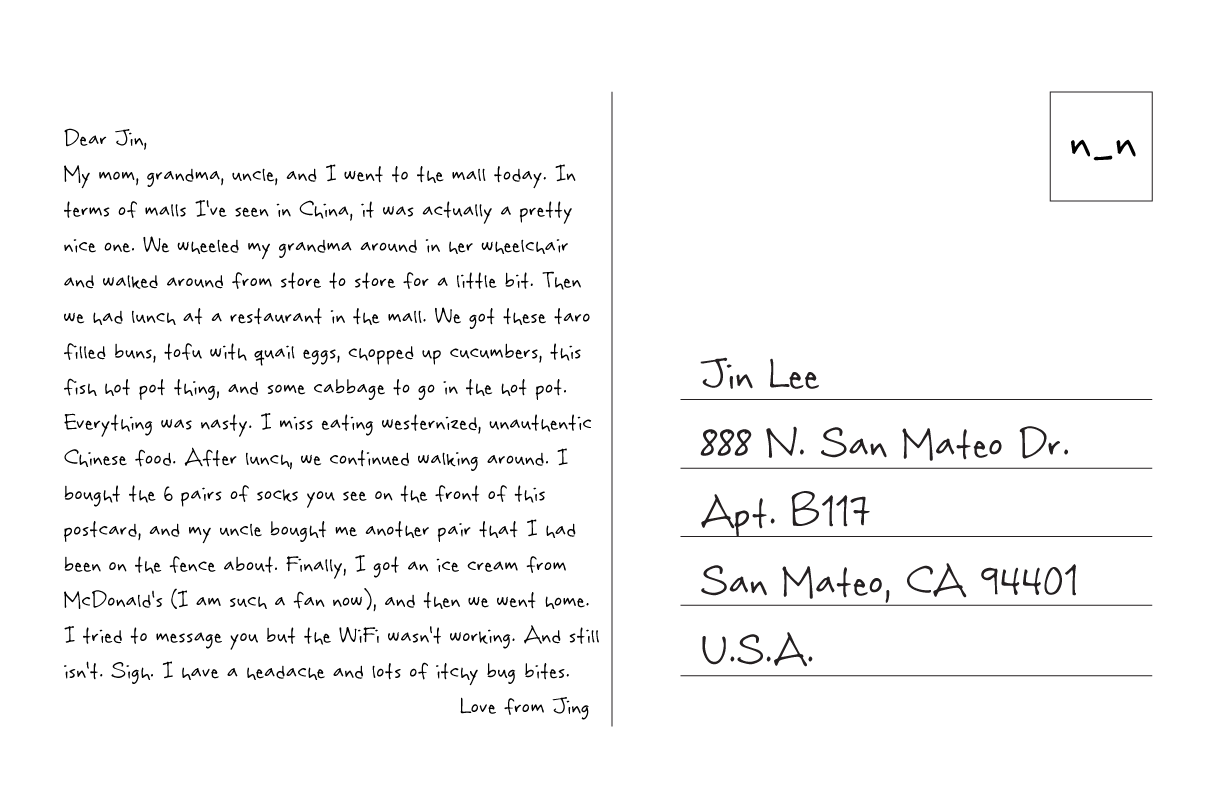 Dear Jin,
My mom, grandma, uncle, and I went to the mall today. In
terms of malls I've seen in China, it was actually a pretty
nice one. We wheeled my grandma around in her wheelchair
and walked around from store to store for a little bit. Then
we had lunch at a restaurant in the mall. We got these taro
filled buns, tofu with quail eggs, chopped up cucumbers, this
fish hot pot thing, and some cabbage to go in the hot pot.
Everything was nasty. I miss eating westernized, unauthentic
Chinese food. After lunch, we continued walking around. I
bought the 6 pairs of socks you see on the front of this
postcard, and my uncle bought me another pair that I had
been on the fence about. Finally, I got an ice cream from
McDonald's (I am such a fan now), and then we went home.
I tried to message you but the WiFi wasn't working. And still
isn't. Sigh. I have a headache and lots of itchy bug bites.
Love from Jing
n_n
Jin Lee
888 N. San Mateo Dr.
Apt. B117
San Mateo, CA 94401
U.S.A.